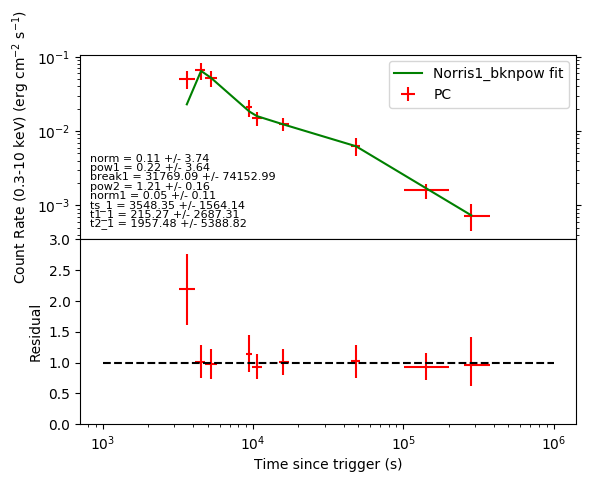 10⁻¹
10⁻²
10⁻³
Count Rate (0.3-10 keV) (erg cm⁻² s⁻¹)
Norris1_bknpow fit
PC
norm = 0.11 +/- 3.74
pow1 = 0.22 +/- 3.64
break1 = 31769.09 +/- 74152.99
pow2 = 1.21 +/- 0.16
norm1 = 0.05 +/- 0.11
ts_1 = 3548.35 +/- 1564.14
t1_1 = 215.27 +/- 2687.31
t2_1 = 1957.48 +/- 5388.82
3.0
2.5
2.0
1.5
1.0
0.5
0.0
Residual
10³ 10⁴ 10⁵ 10⁶
Time since trigger (s)